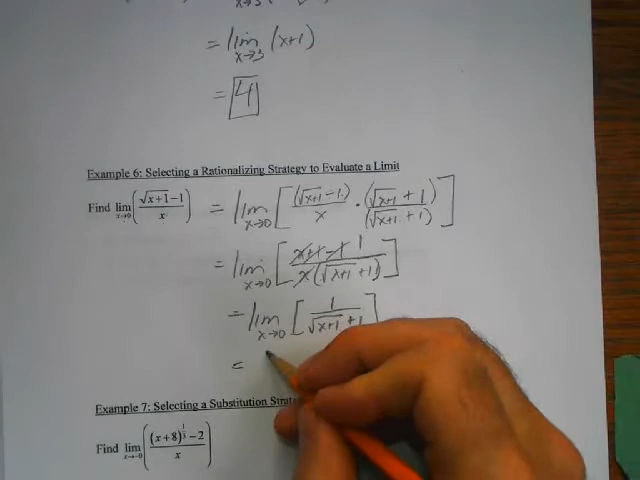 x→3
= lim (x+1)
x→3
= 4
Example 6: Selecting a Rationalizing Strategy to Evaluate a Limit
Find lim x→0 ( (√x+1 − 1) / x ) = lim x→0 [ (√x+1 − 1) / x · (√x+1 + 1) / (√x+1 + 1) ]
= lim x→0 [ x+1−1 1 / x(√x+1 + 1) ]
= lim x→0 [ 1 / √x+1 + 1 ]
=
Example 7: Selecting a Substitution
Find lim x→0 ( ((x+8)^1/3 − 2) / x )